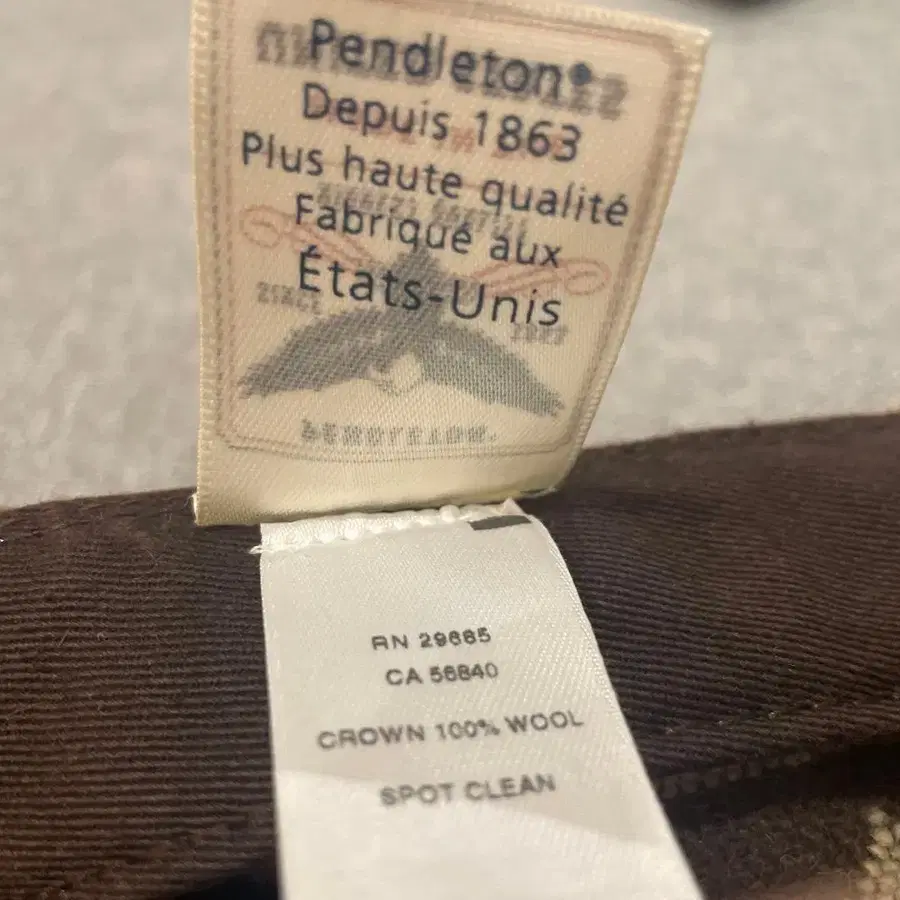 Pendleton®
Depuis 1863
Plus haute qualité
Fabriqué aux
États-Unis
RN 29685
CA 56840
CROWN 100% WOOL
SPOT CLEAN